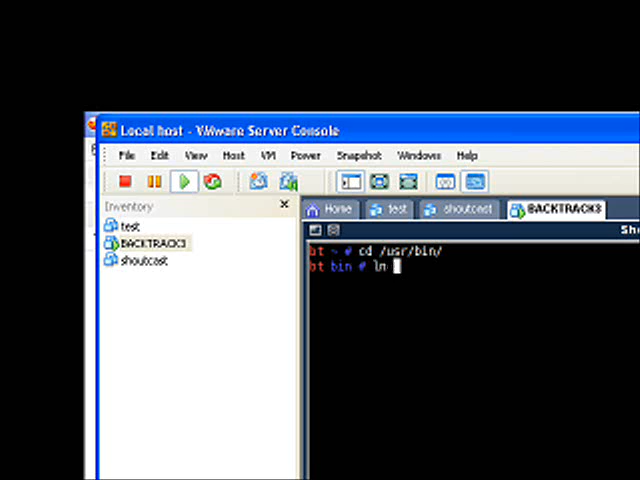 Local host - VMware Server Console
File Edit View Host VM Power Snapshot Windows Help
Inventory
Home test shoutcast BACKTRACK3
test
BACKTRACK3
shoutcast
bt ~ # cd /usr/bin/
bt bin # ln